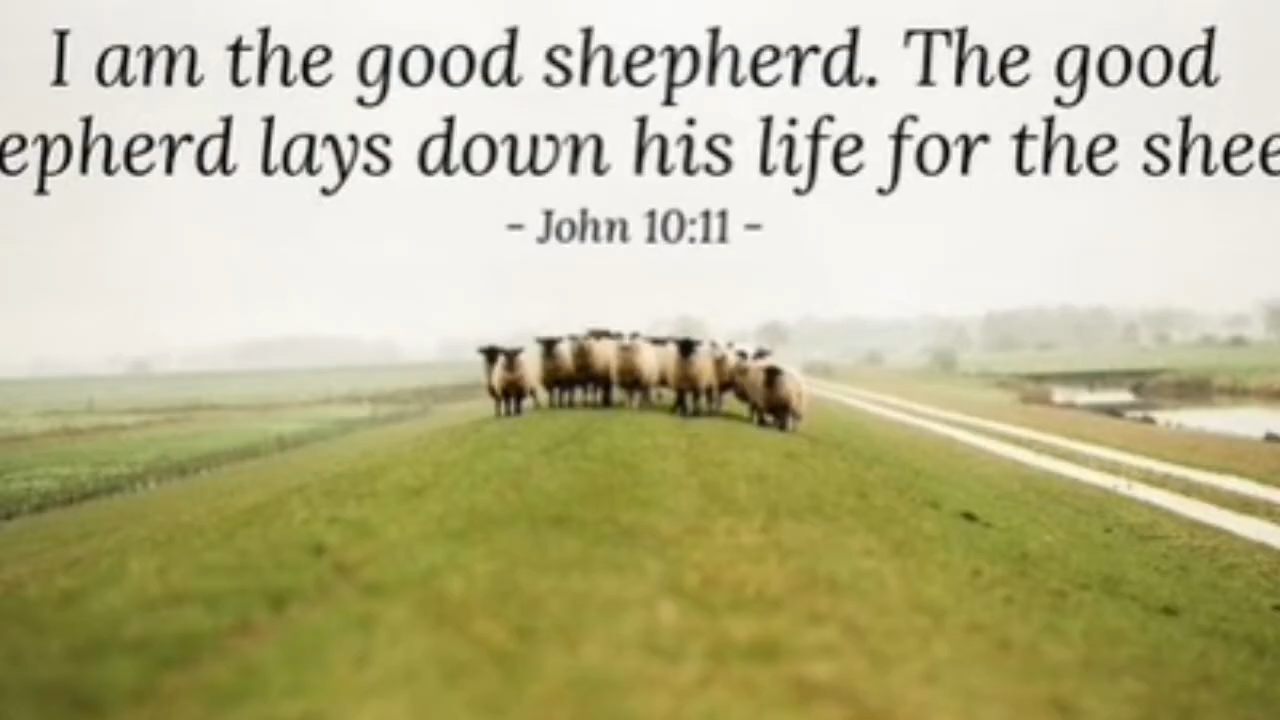 I am the good shepherd. The good
epherd lays down his life for the shee
- John 10:11 -